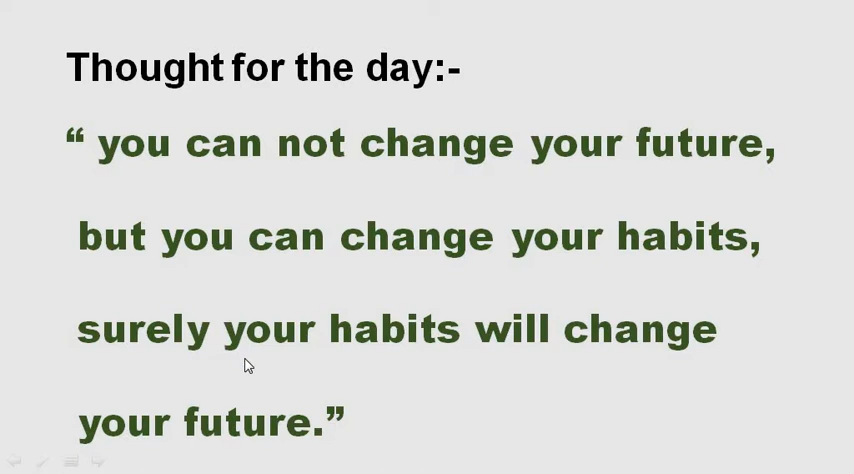 Thought for the day:-
“ you can not change your future,
but you can change your habits,
surely your habits will change
your future.”